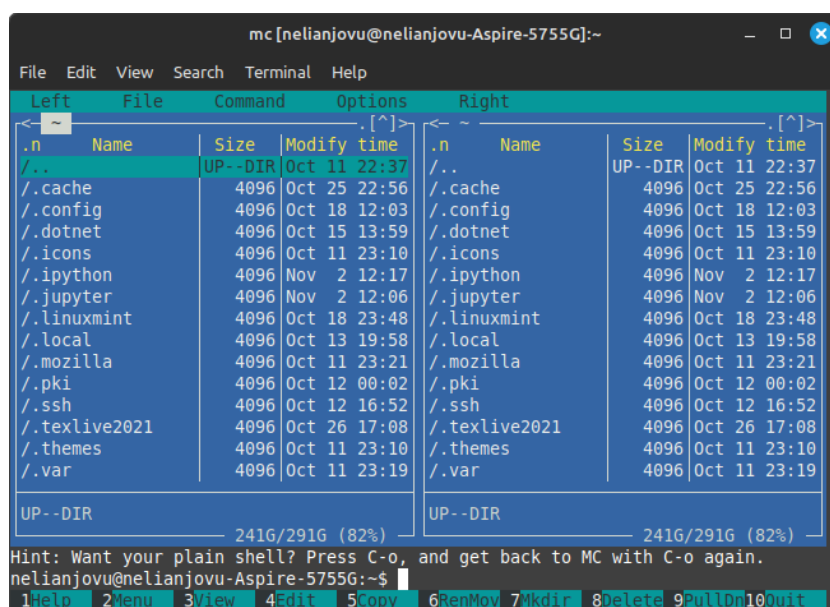 mc [nelianjovu@nelianjovu-Aspire-5755G]:~
File Edit View Search Terminal Help
Left File Command Options Right
<— ~ .[^]> <— ~ .[^]>
.n Name Size Modify time .n Name Size Modify time
/.. UP--DIR Oct 11 22:37 /.. UP--DIR Oct 11 22:37
/.cache 4096 Oct 25 22:56 /.cache 4096 Oct 25 22:56
/.config 4096 Oct 18 12:03 /.config 4096 Oct 18 12:03
/.dotnet 4096 Oct 15 13:59 /.dotnet 4096 Oct 15 13:59
/.icons 4096 Oct 11 23:10 /.icons 4096 Oct 11 23:10
/.ipython 4096 Nov 2 12:17 /.ipython 4096 Nov 2 12:17
/.jupyter 4096 Nov 2 12:06 /.jupyter 4096 Nov 2 12:06
/.linuxmint 4096 Oct 18 23:48 /.linuxmint 4096 Oct 18 23:48
/.local 4096 Oct 13 19:58 /.local 4096 Oct 13 19:58
/.mozilla 4096 Oct 11 23:21 /.mozilla 4096 Oct 11 23:21
/.pki 4096 Oct 12 00:02 /.pki 4096 Oct 12 00:02
/.ssh 4096 Oct 12 16:52 /.ssh 4096 Oct 12 16:52
/.texlive2021 4096 Oct 26 17:08 /.texlive2021 4096 Oct 26 17:08
/.themes 4096 Oct 11 23:10 /.themes 4096 Oct 11 23:10
/.var 4096 Oct 11 23:19 /.var 4096 Oct 11 23:19
UP--DIR UP--DIR
241G/291G (82%) 241G/291G (82%)
Hint: Want your plain shell? Press C-o, and get back to MC with C-o again.
nelianjovu@nelianjovu-Aspire-5755G:~$
1Help 2Menu 3View 4Edit 5Copy 6RenMov 7Mkdir 8Delete 9PullDn 10Quit